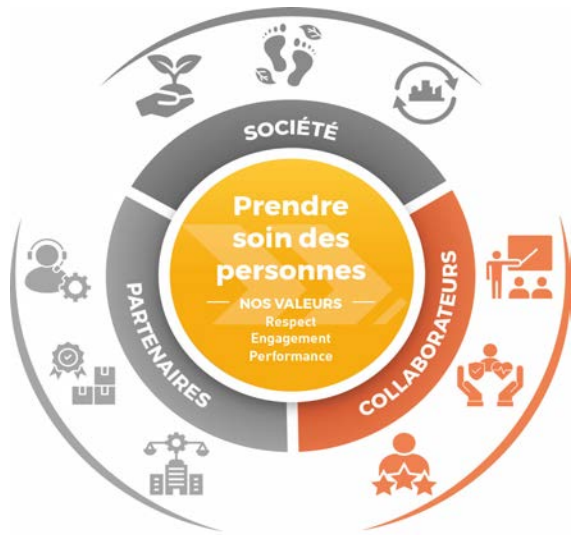 SOCIÉTÉ
Prendre
soin des
personnes
NOS VALEURS
Respect
Engagement
Performance
PARTENAIRES
COLLABORATEURS